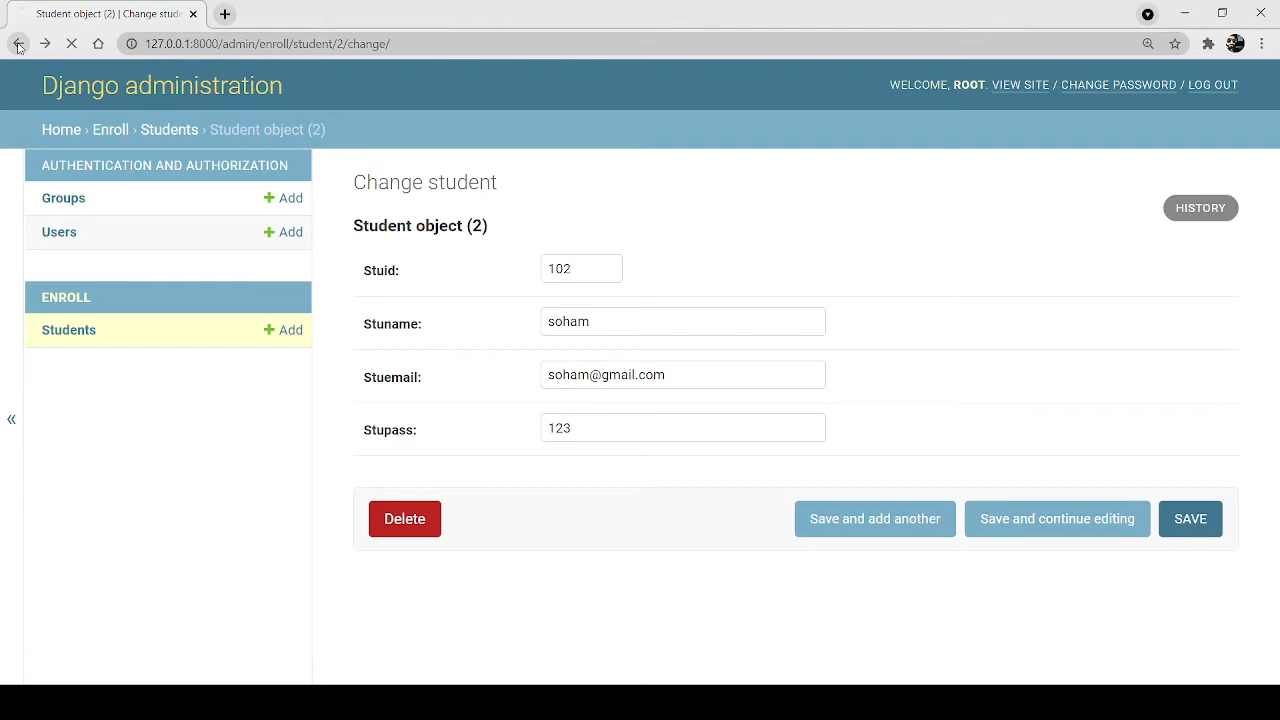 Student object (2) | Change stude
127.0.0.1:8000/admin/enroll/student/2/change/
Django administration
WELCOME, ROOT. VIEW SITE / CHANGE PASSWORD / LOG OUT
Home › Enroll › Students › Student object (2)
AUTHENTICATION AND AUTHORIZATION
Groups + Add
Users + Add
ENROLL
Students + Add
«
Change student
HISTORY
Student object (2)
Stuid: 102
Stuname: soham
Stuemail: soham@gmail.com
Stupass: 123
Delete Save and add another Save and continue editing SAVE